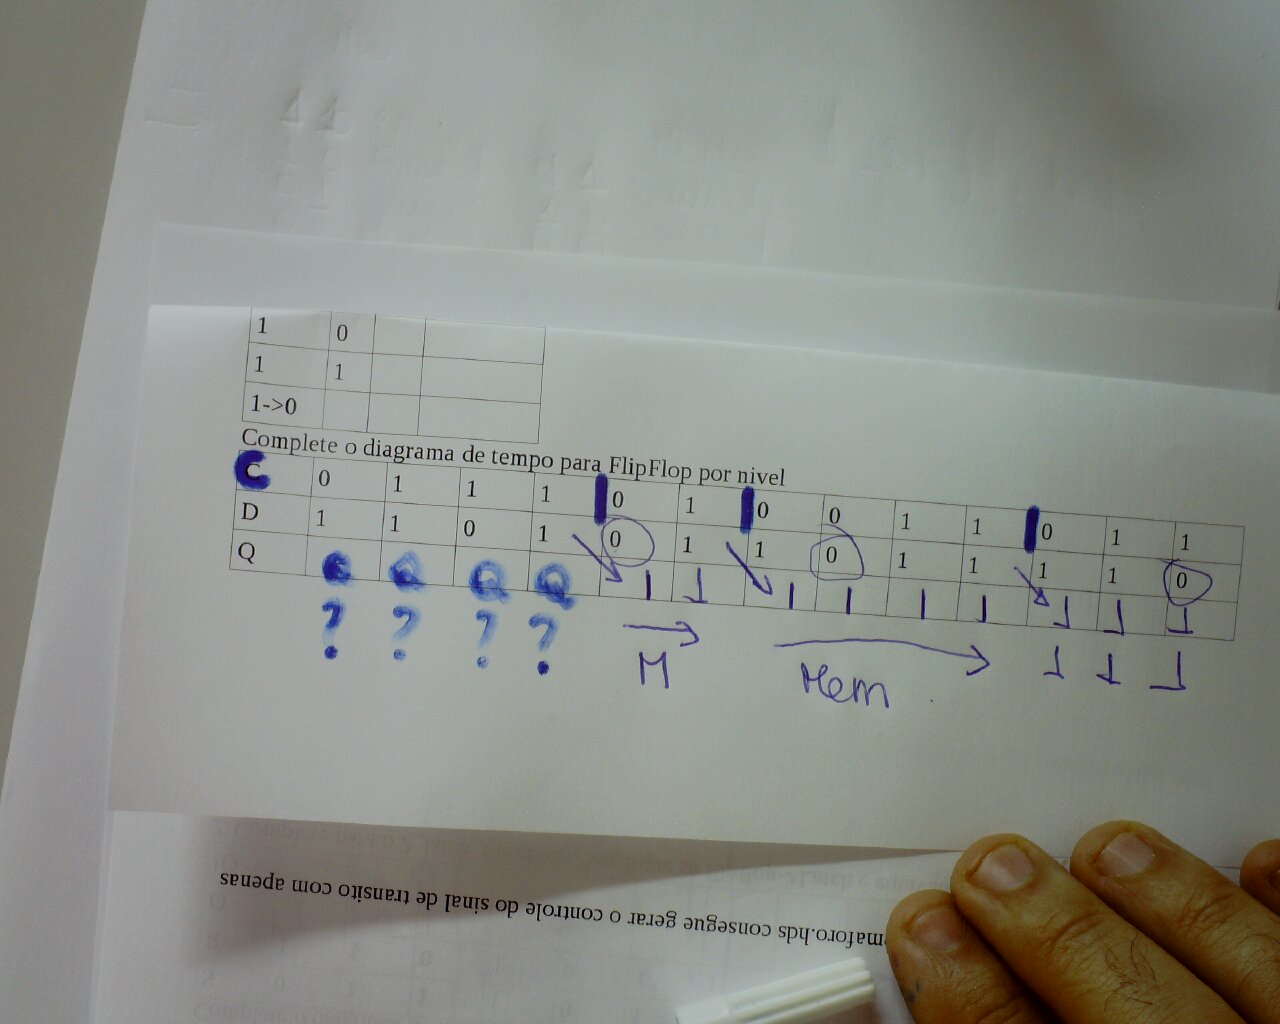 1 0
1 1
1->0
Complete o diagrama de tempo para FlipFlop por nivel
C 0 1 1 1 0 1 0 0 1 1 0 1 1
D 1 1 0 1 0 1 1 0 1 1 1 1 0
Q Q Q Q Q 1 1 1 1 1 1 1 1 1
? ? ? ? M Mem 1 1 1
consegue gerar o controle do sinal de transito com apenas